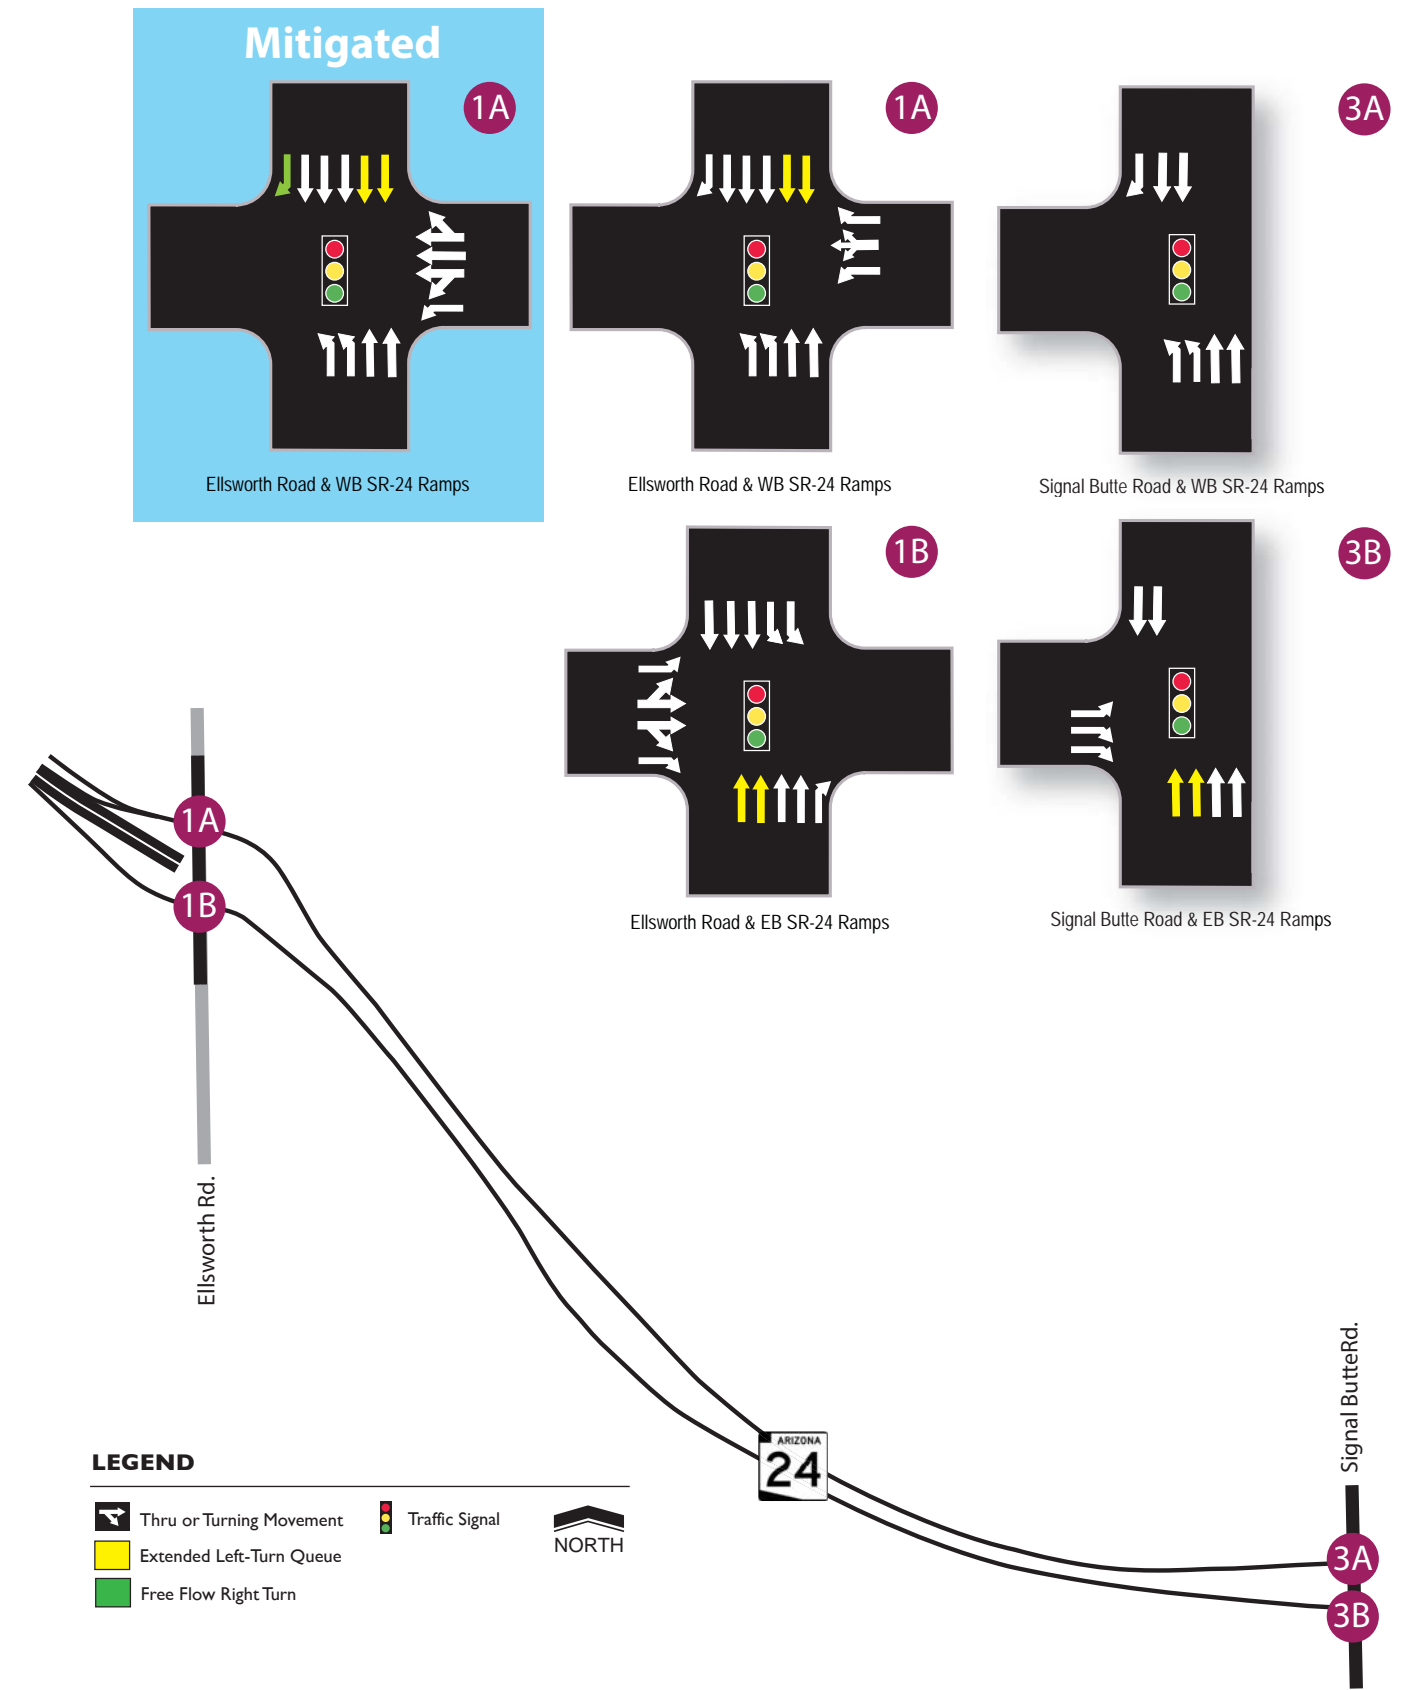 Mitigated
1A
1A
3A
Ellsworth Road & WB SR-24 Ramps
Ellsworth Road & WB SR-24 Ramps
Signal Butte Road & WB SR-24 Ramps
1B
3B
Ellsworth Road & EB SR-24 Ramps
Signal Butte Road & EB SR-24 Ramps
1A
1B
Ellsworth Rd.
Signal ButteRd.
ARIZONA
24
3A
3B
LEGEND
Thru or Turning Movement
Traffic Signal
Extended Left-Turn Queue
Free Flow Right Turn
NORTH